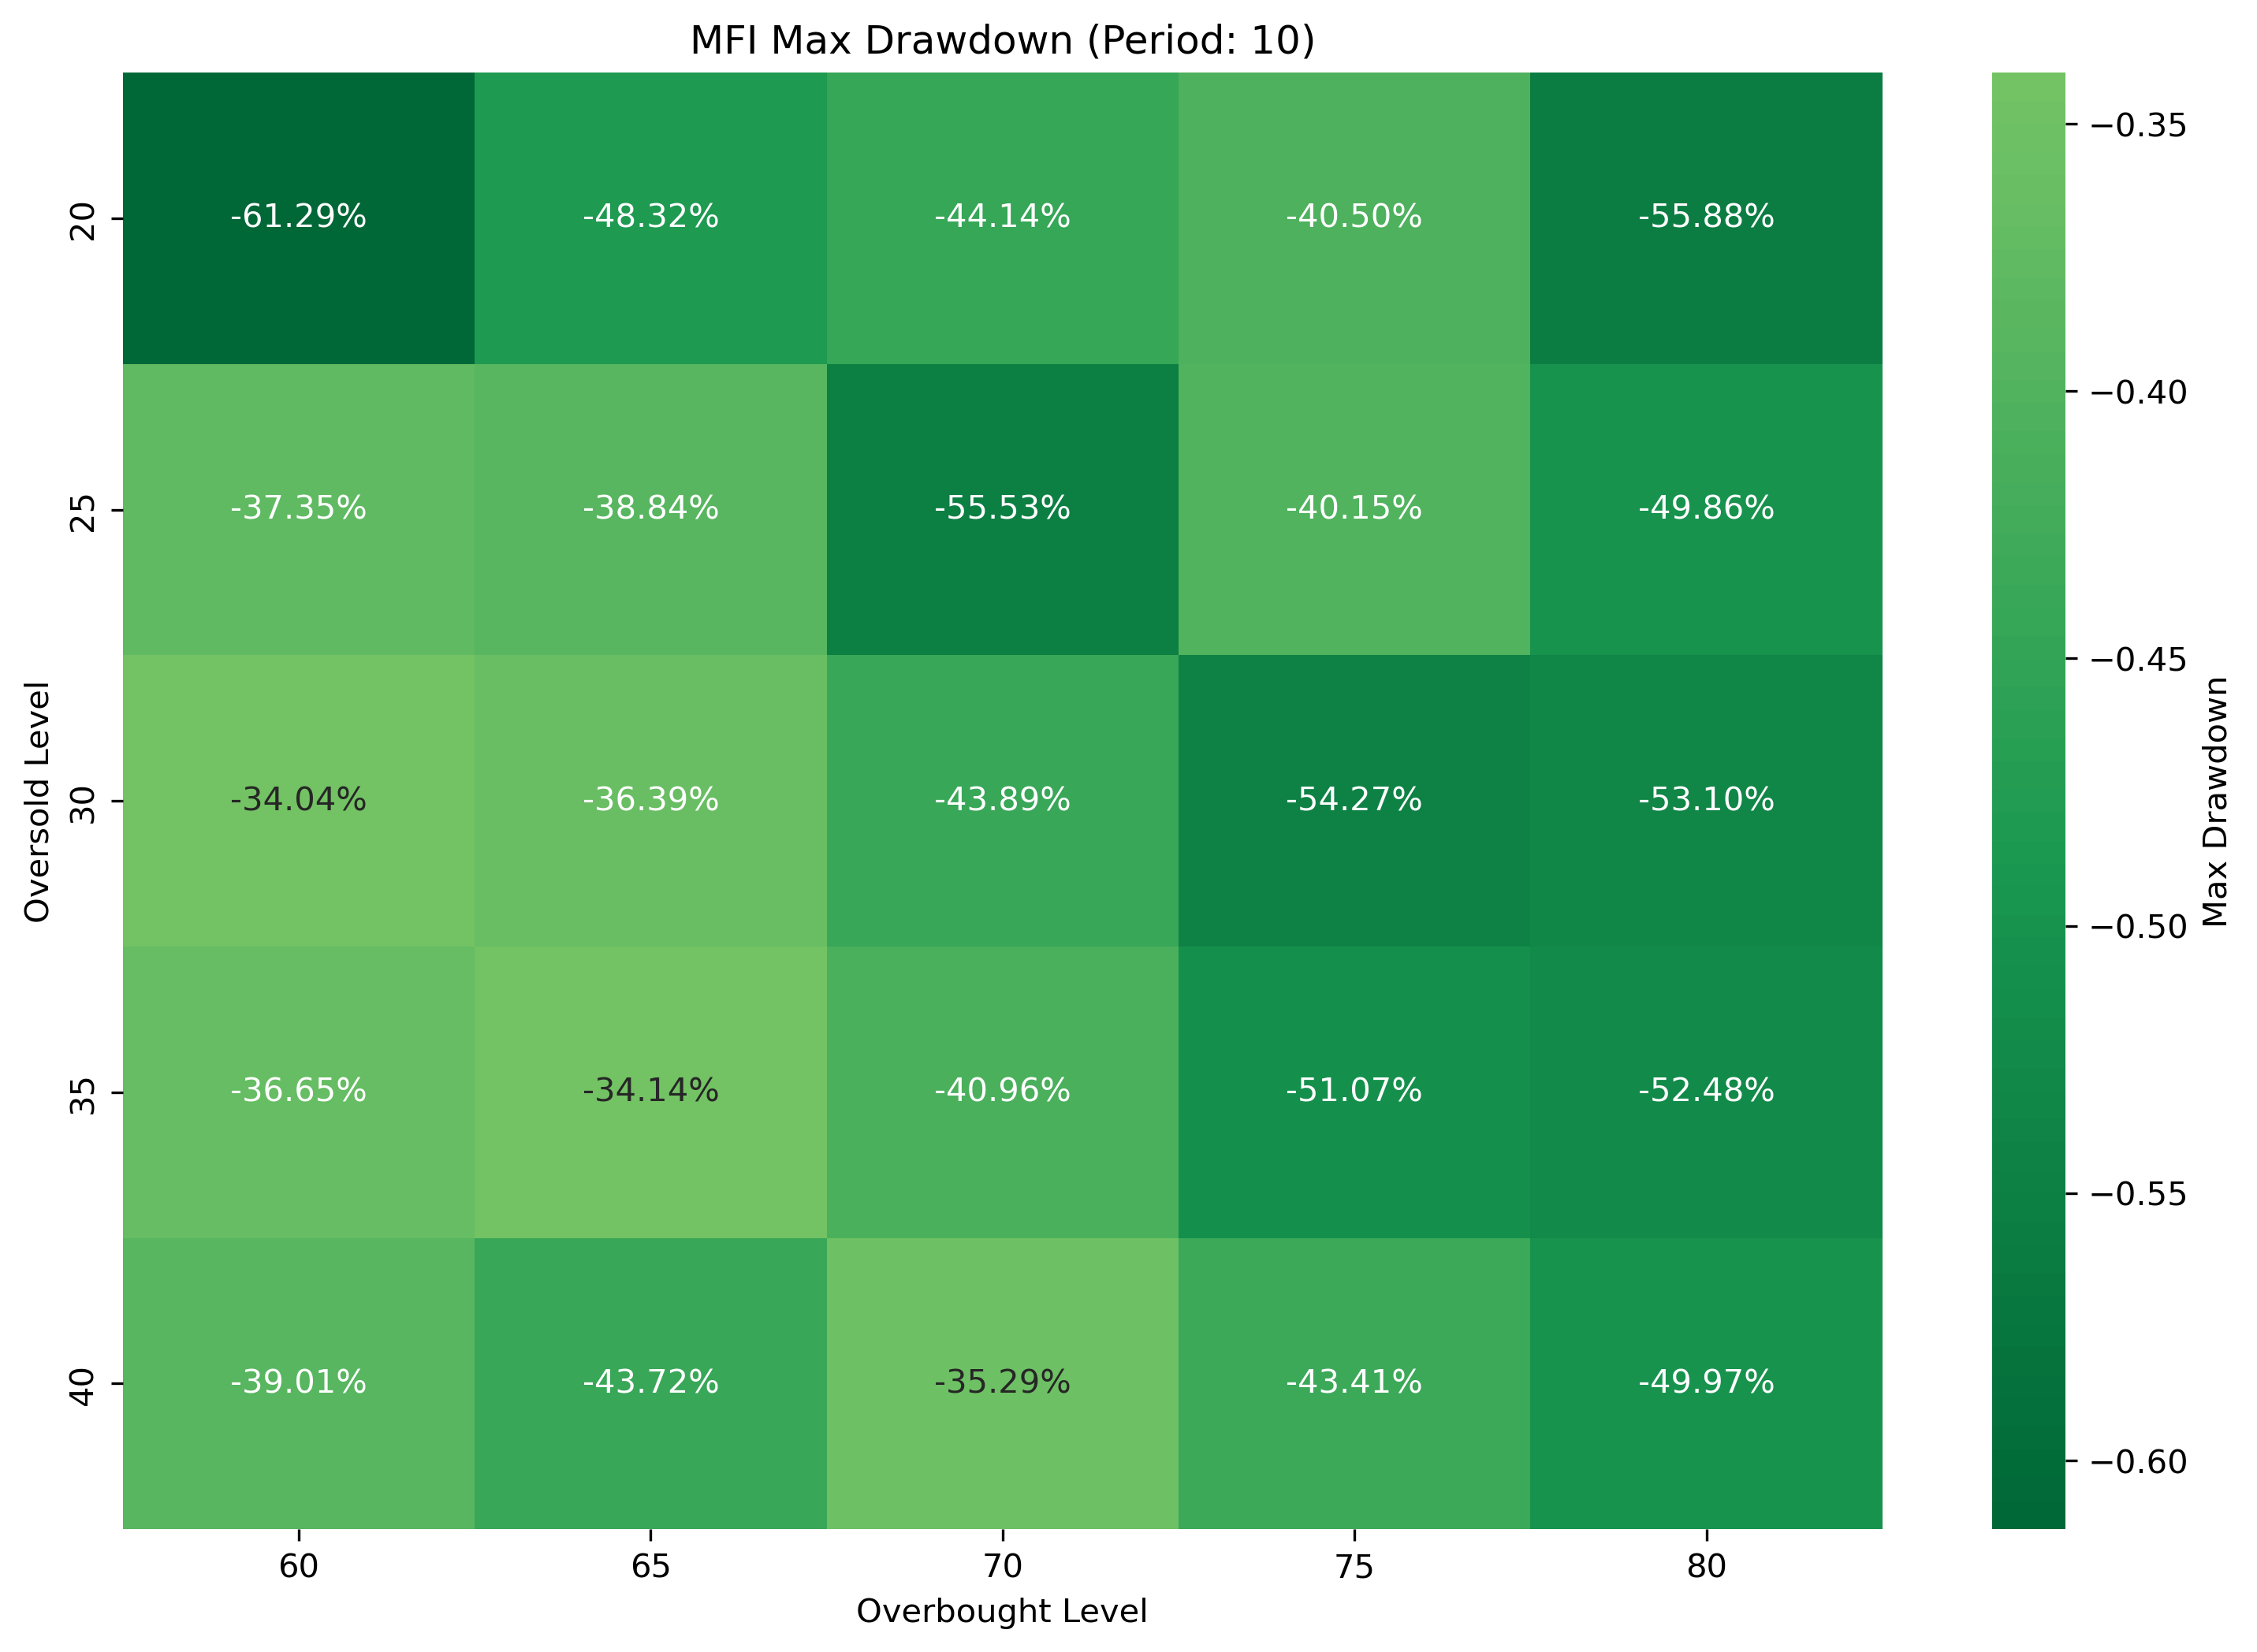 MFI Max Drawdown (Period: 10)
Oversold Level
20
-61.29% -48.32% -44.14% -40.50% -55.88%
25
-37.35% -38.84% -55.53% -40.15% -49.86%
30
-34.04% -36.39% -43.89% -54.27% -53.10%
35
-36.65% -34.14% -40.96% -51.07% -52.48%
40
-39.01% -43.72% -35.29% -43.41% -49.97%
60 65 70 75 80
Overbought Level
−0.35
−0.40
−0.45
−0.50
−0.55
−0.60
Max Drawdown